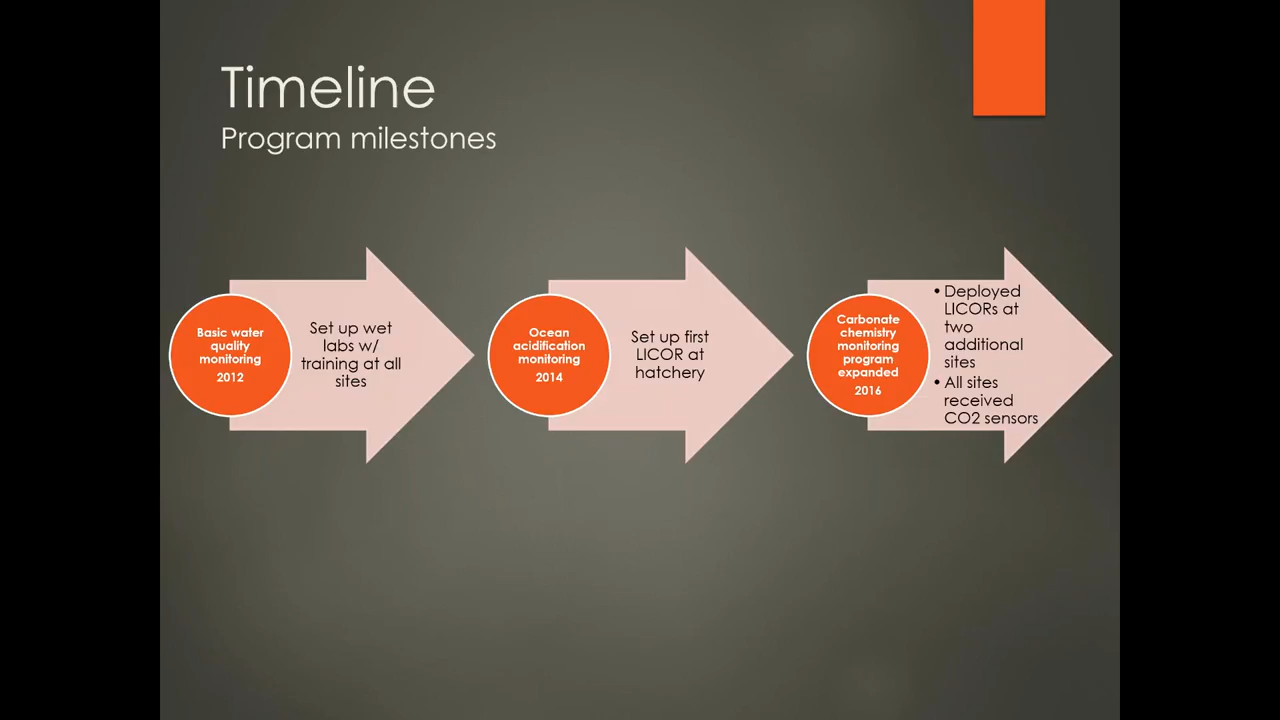 Timeline
Program milestones
Basic water
quality
monitoring
2012
Set up wet
labs w/
training at all
sites
Ocean
acidification
monitoring
2014
Set up first
LICOR at
hatchery
Carbonate
chemistry
monitoring
program
expanded
2016
• Deployed
LICORs at
two
additional
sites
• All sites
received
CO2 sensors